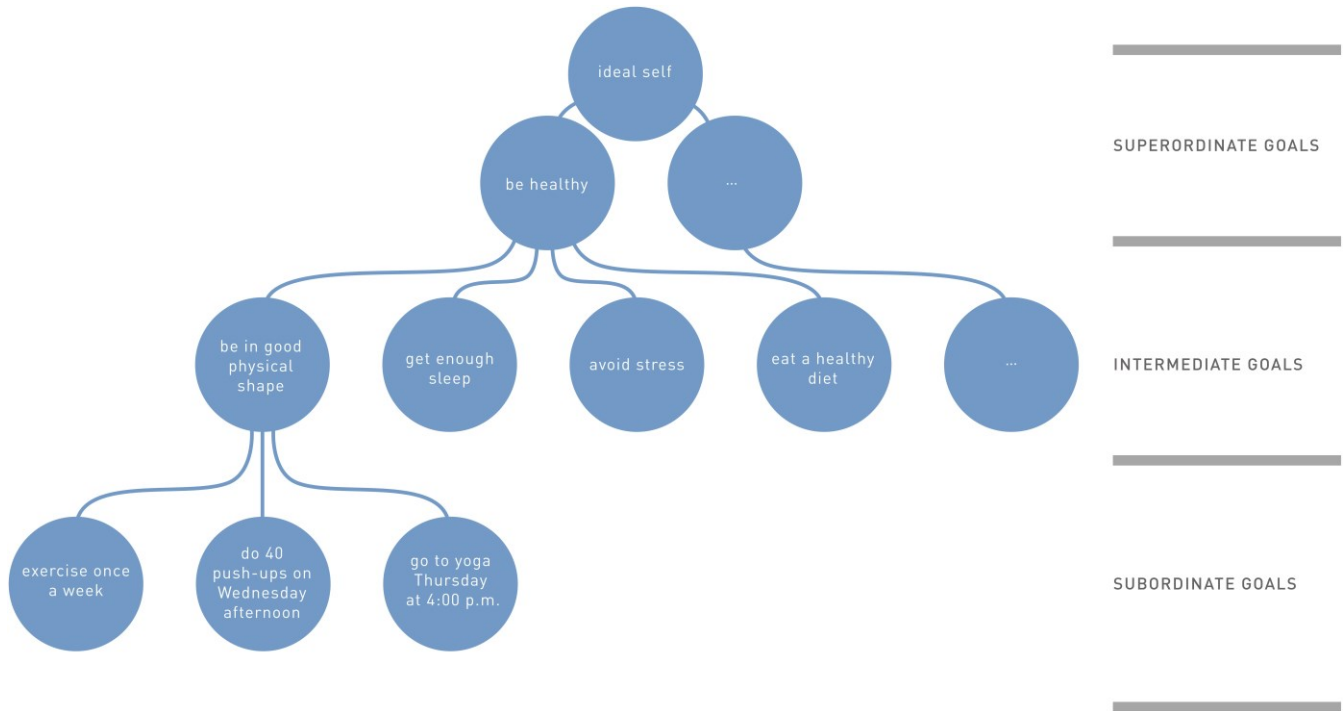 ideal self
SUPERORDINATE GOALS
be healthy
...
be in good
physical
shape
get enough
sleep
avoid stress
eat a healthy
diet
...
INTERMEDIATE GOALS
exercise once
a week
do 40
push-ups on
Wednesday
afternoon
go to yoga
Thursday
at 4:00 p.m.
SUBORDINATE GOALS